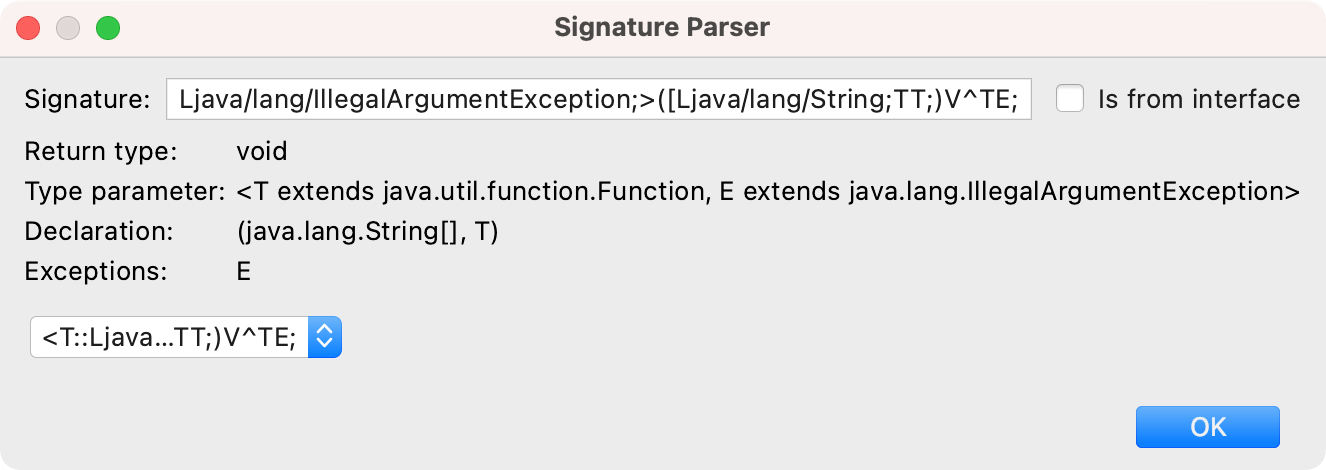 Signature Parser
Signature: Ljava/lang/IllegalArgumentException;>([Ljava/lang/String;TT;)V^TE; Is from interface
Return type: void
Type parameter: <T extends java.util.function.Function, E extends java.lang.IllegalArgumentException>
Declaration: (java.lang.String[], T)
Exceptions: E
<T::Ljava...TT;)V^TE;
OK